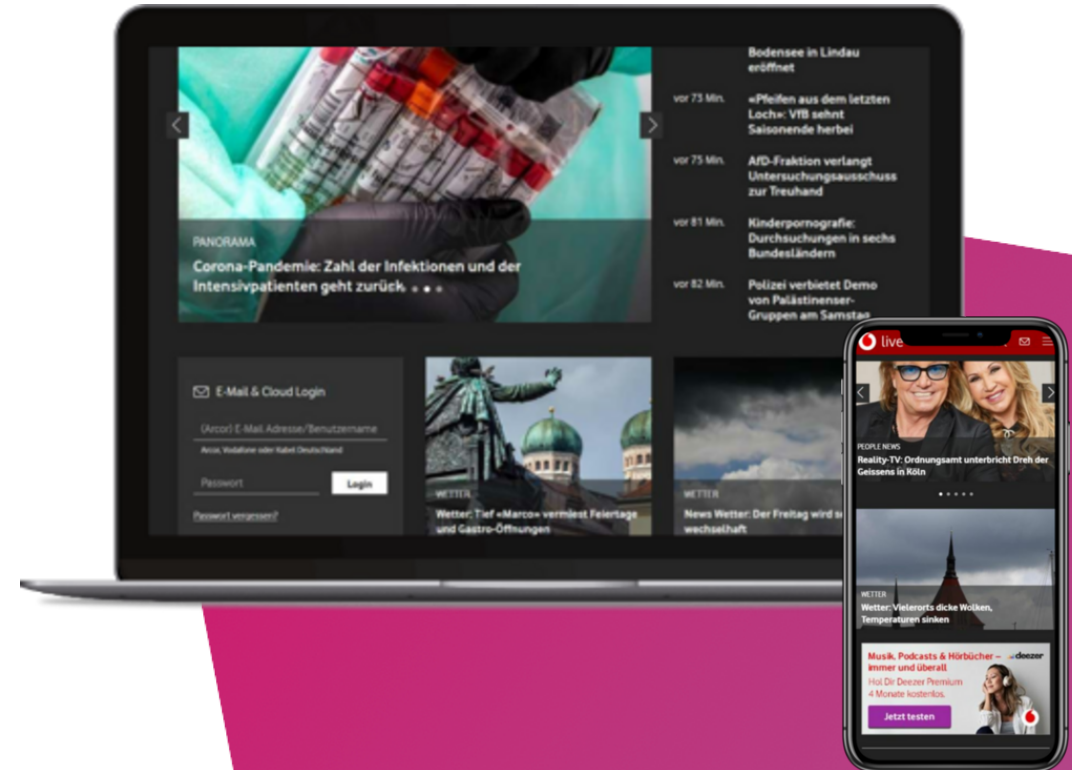 Bodensee in Lindau
eröffnet
vor 73 Min.
«Pfeifen aus dem letzten
Loch»: VfB sehnt
Saisonende herbei
vor 75 Min.
AfD-Fraktion verlangt
Untersuchungsausschuss
zur Treuhand
vor 81 Min.
Kinderpornografie:
Durchsuchungen in sechs
Bundesländern
vor 82 Min.
Polizei verbietet Demo
von Palästinenser-
Gruppen am Samstag
PANORAMA
Corona-Pandemie: Zahl der Infektionen und der
Intensivpatienten geht zurück
E-Mail & Cloud Login
(Arcor) E-Mail Adresse/Benutzername
Arcor, Vodafone oder Kabel Deutschland
Passwort
Login
Passwort vergessen?
WETTER
Wetter: Tief «Marco» vermiest Feiertage
und Gastro-Öffnungen
WETTER
News Wetter: Der Freitag wird
wechselhaft
live
PEOPLE NEWS
Reality-TV: Ordnungsamt unterbricht Dreh der
Geissens in Köln
WETTER
Wetter: Vielerorts dicke Wolken,
Temperaturen sinken
Musik, Podcasts & Hörbücher –
immer und überall
deezer
Hol Dir Deezer Premium
4 Monate kostenlos.
Jetzt testen